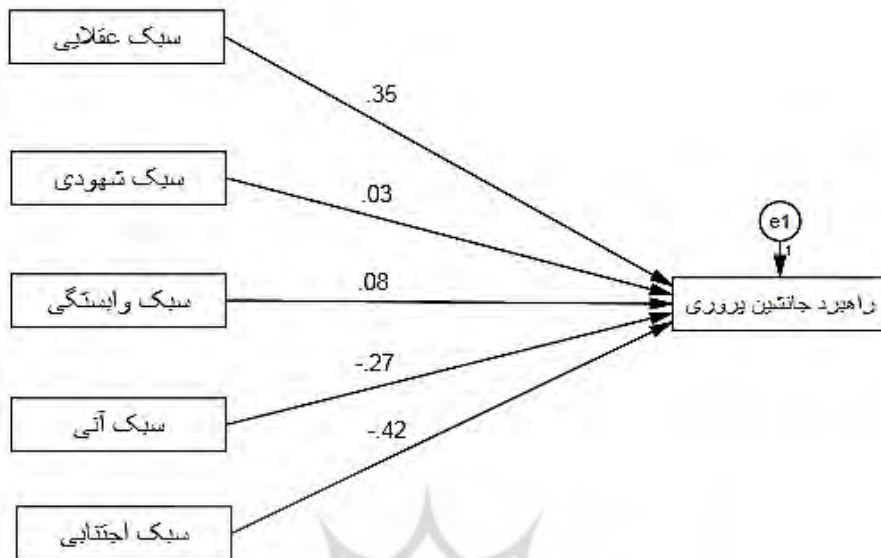 سبک عقلایی
.35
سبک شهودی
.03
e1
1
سبک وابستگی
.08
راهبرد جانشین پروری
-.27
سبک آنی
-.42
سبک اجتنابی